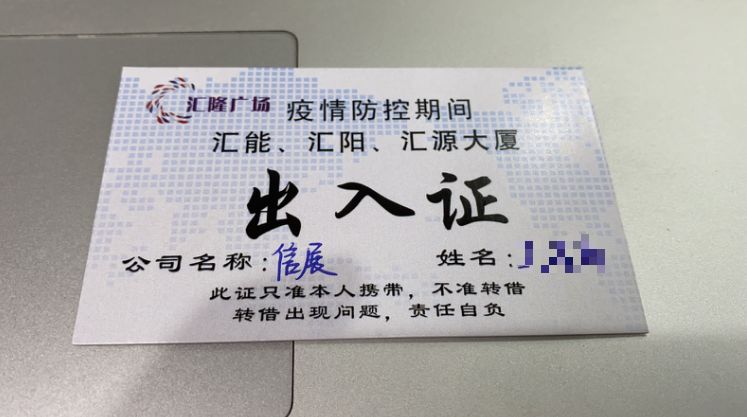 汇隆广场 疫情防控期间
汇能、汇阳、汇源大厦
出入证
公司名称:信展 姓名:
此证只准本人携带，不准转借
转借出现问题，责任自负